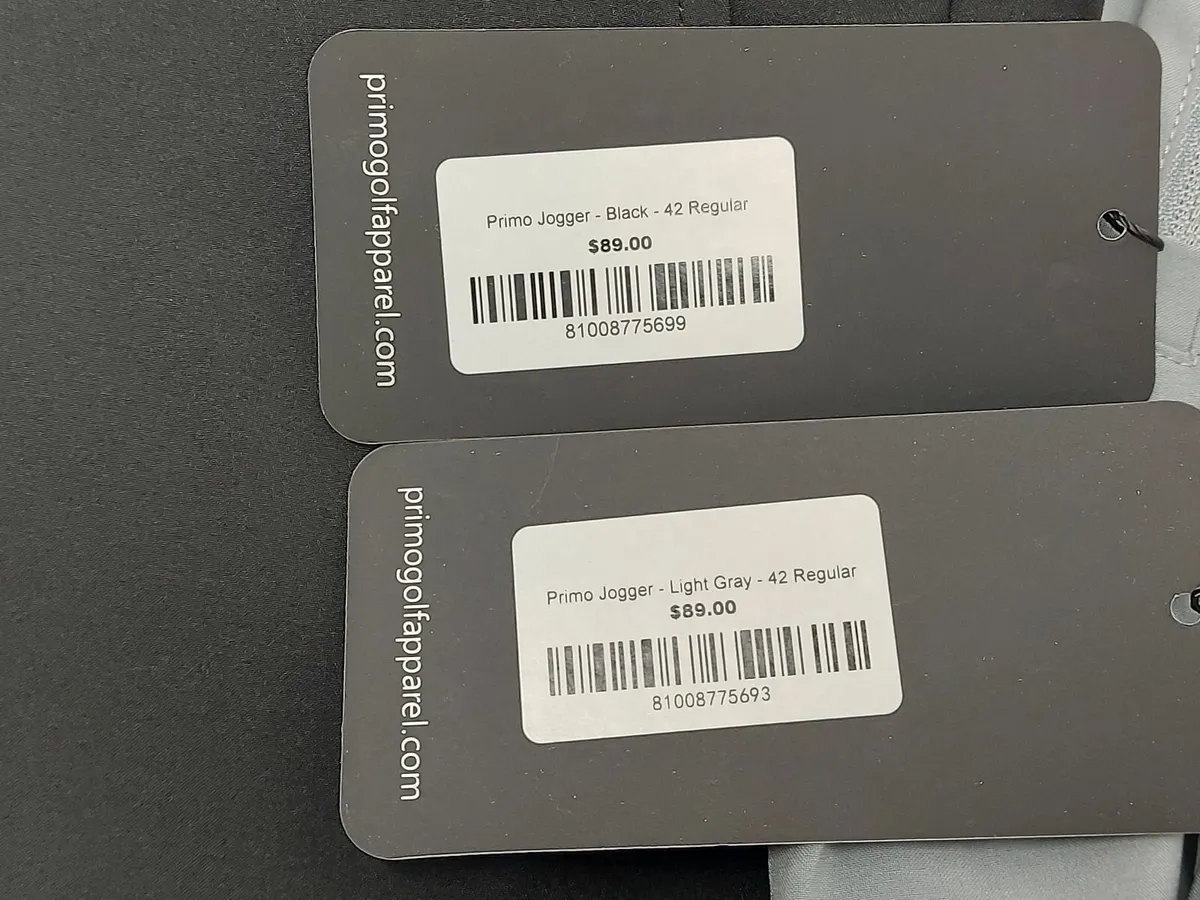 primogolfapparel.com
Primo Jogger - Black - 42 Regular
$89.00
81008775699
primogolfapparel.com
Primo Jogger - Light Gray - 42 Regular
$89.00
81008775693